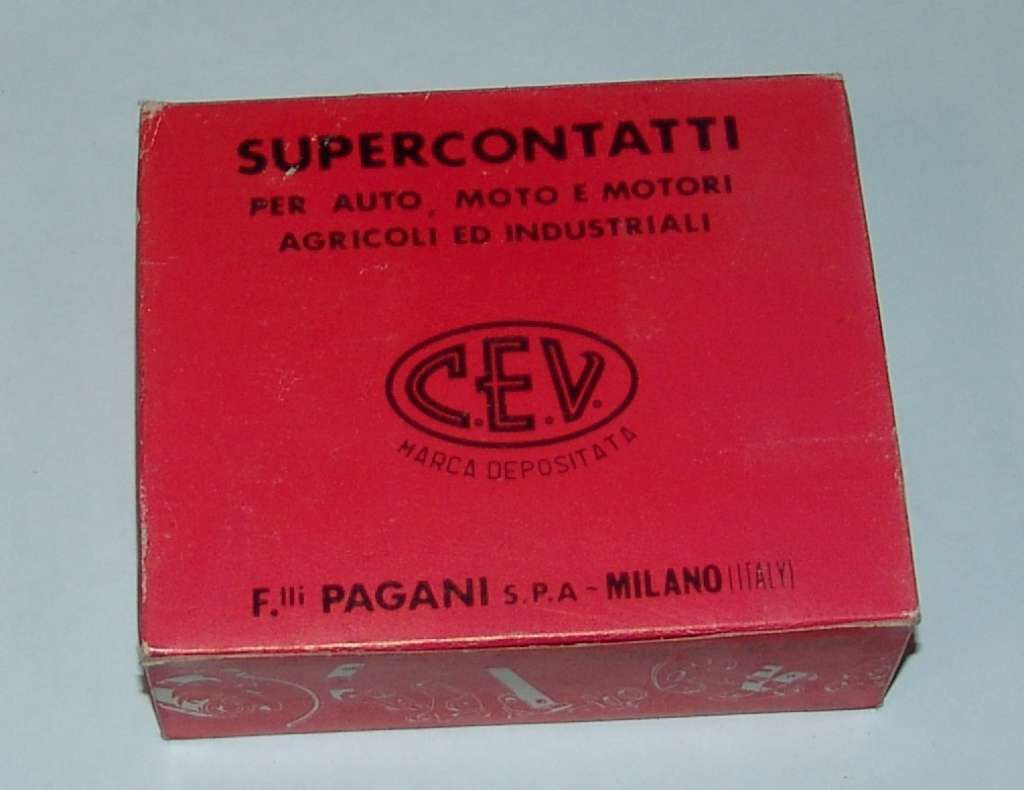 SUPERCONTATTI
PER AUTO, MOTO E MOTORI
AGRICOLI ED INDUSTRIALI
C.E.V.
MARCA DEPOSITATA
F.lli PAGANI S.P.A - MILANO (ITALY)